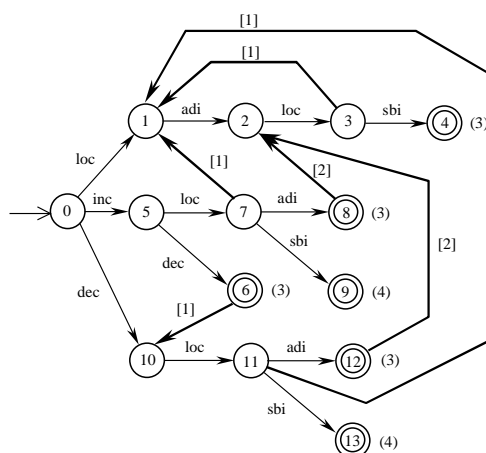 [1]
[1]
adi
loc
1
2
3
sbi
4
(3)
loc
[1]
[2]
0
inc
5
loc
7
adi
8
(3)
[2]
dec
sbi
dec
6
(3)
9
(4)
[1]
10
loc
11
adi
12
(3)
sbi
13
(4)